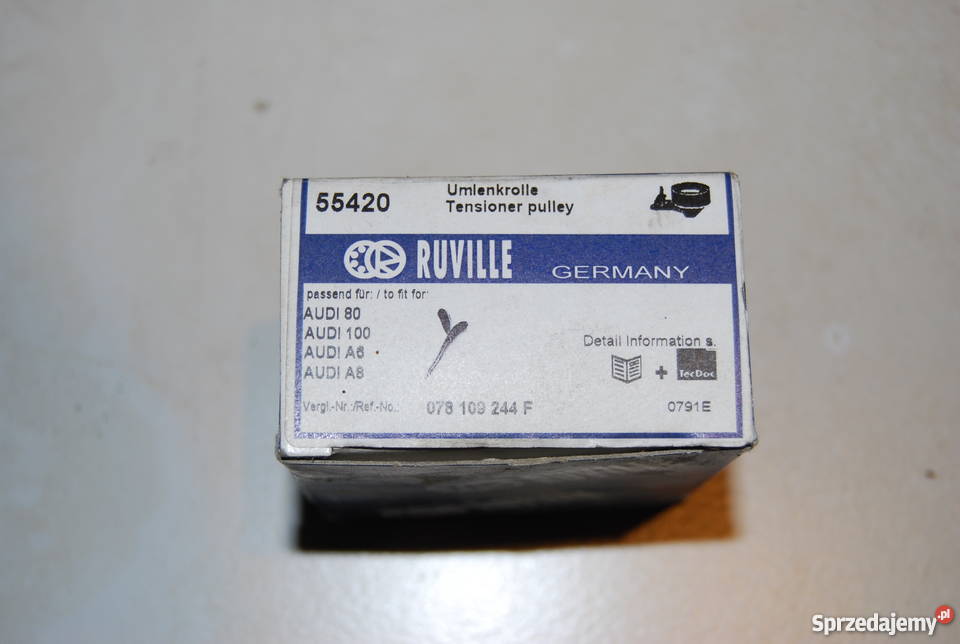 55420
Umlenkrolle
Tensioner pulley
RUVILLE GERMANY
passend für: / to fit for:
AUDI 80
AUDI 100
AUDI A6
AUDI A8
Detail Information s.
+ TecDoc
Vergl.-Nr.:/Ref.-No.: 078 109 244 F
0791E
Sprzedajemy.pl